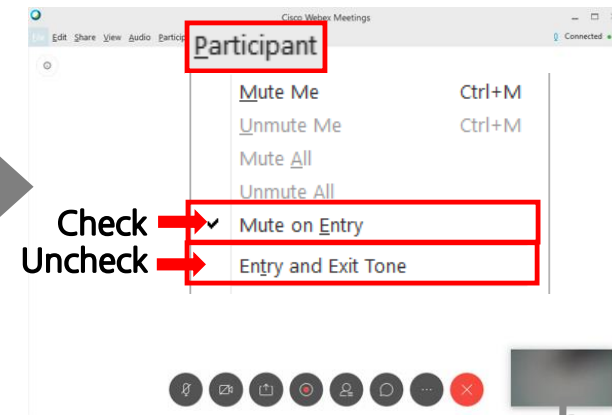 Cisco Webex Meetings
File Edit Share View Audio Particip
Connected
Participant
Mute Me Ctrl+M
Unmute Me Ctrl+M
Mute All
Unmute All
Check
Mute on Entry
Uncheck
Entry and Exit Tone